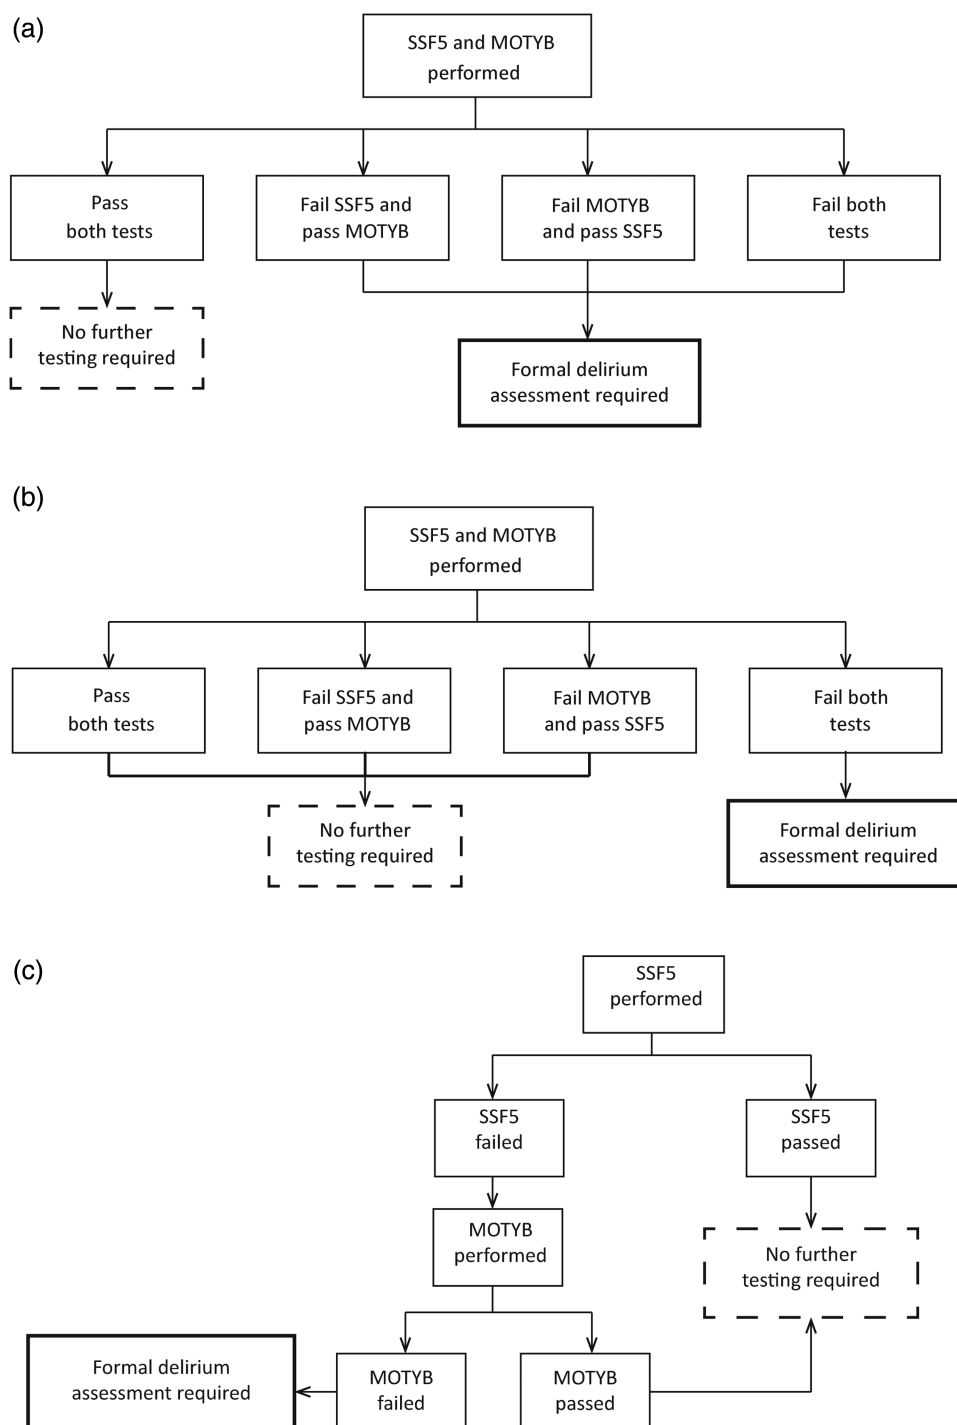 (a)
SSF5 and MOTYB
performed
Pass
both tests
Fail SSF5 and
pass MOTYB
Fail MOTYB
and pass SSF5
Fail both
tests
No further
testing required
Formal delirium
assessment required
(b)
SSF5 and MOTYB
performed
Pass
both tests
Fail SSF5 and
pass MOTYB
Fail MOTYB
and pass SSF5
Fail both
tests
No further
testing required
Formal delirium
assessment required
(c)
SSF5
performed
SSF5
failed
SSF5
passed
MOTYB
performed
No further
testing required
Formal delirium
assessment required
MOTYB
failed
MOTYB
passed